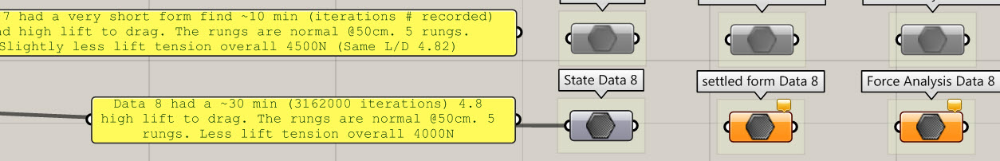 7 had a very short form find ~10 min (iterations # recorded)
d high lift to drag. The rungs are normal @50cm. 5 rungs.
Slightly less lift tension overall 4500N (Same L/D 4.82)
State Data 8
settled form Data 8
Force Analysis Data 8
Data 8 had a ~30 min (3162000 iterations) 4.8
high lift to drag. The rungs are normal @50cm. 5
rungs. Less lift tension overall 4000N